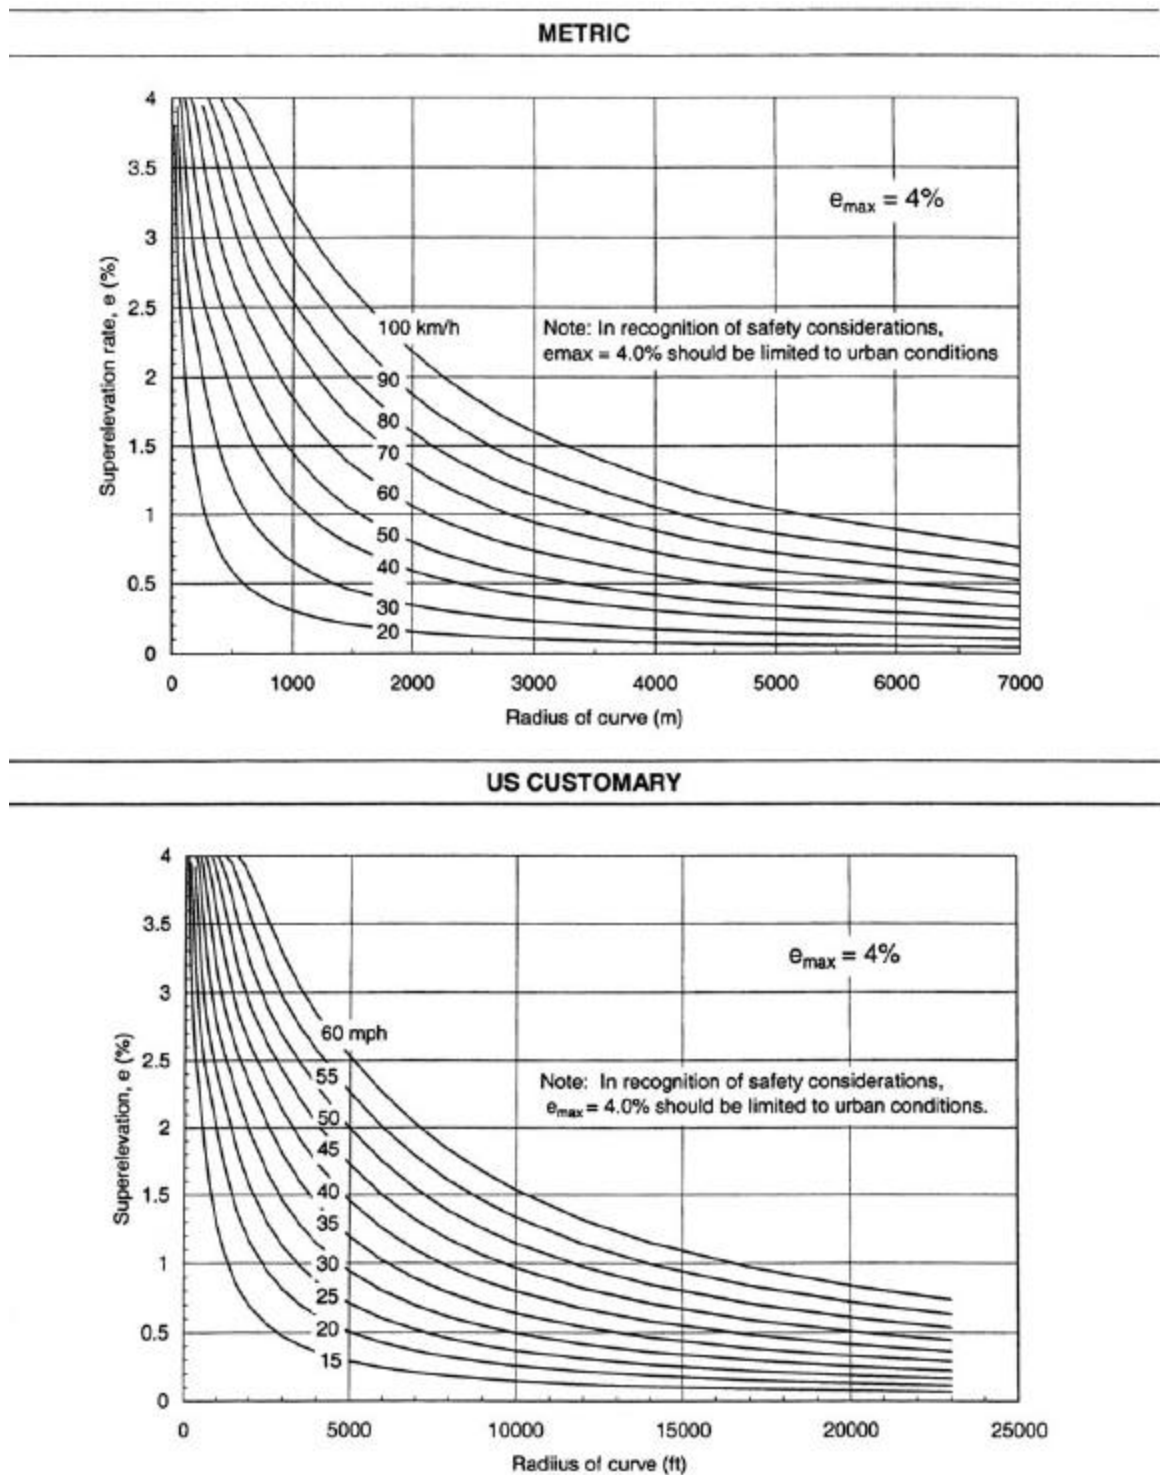 METRIC
4
3.5
3
2.5
2
1.5
1
0.5
0
Superelevation rate, e (%)
e_max = 4%
100 km/h
Note: In recognition of safety considerations,
emax = 4.0% should be limited to urban conditions
90
80
70
60
50
40
30
20
0 1000 2000 3000 4000 5000 6000 7000
Radius of curve (m)
US CUSTOMARY
4
3.5
3
2.5
2
1.5
1
0.5
0
Superelevation, e (%)
e_max = 4%
60 mph
Note: In recognition of safety considerations,
e_max = 4.0% should be limited to urban conditions.
55
50
45
40
35
30
25
20
15
0 5000 10000 15000 20000 25000
Radiius of curve (ft)